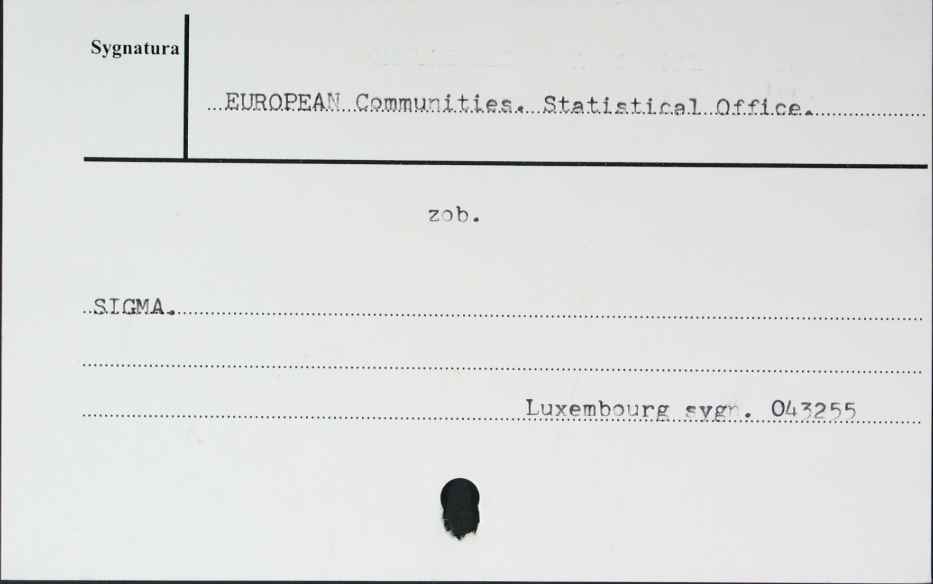 Sygnatura
EUROPEAN Communities. Statistical Office.
zob.
SIGMA.
Luxembourg sygn. 043255